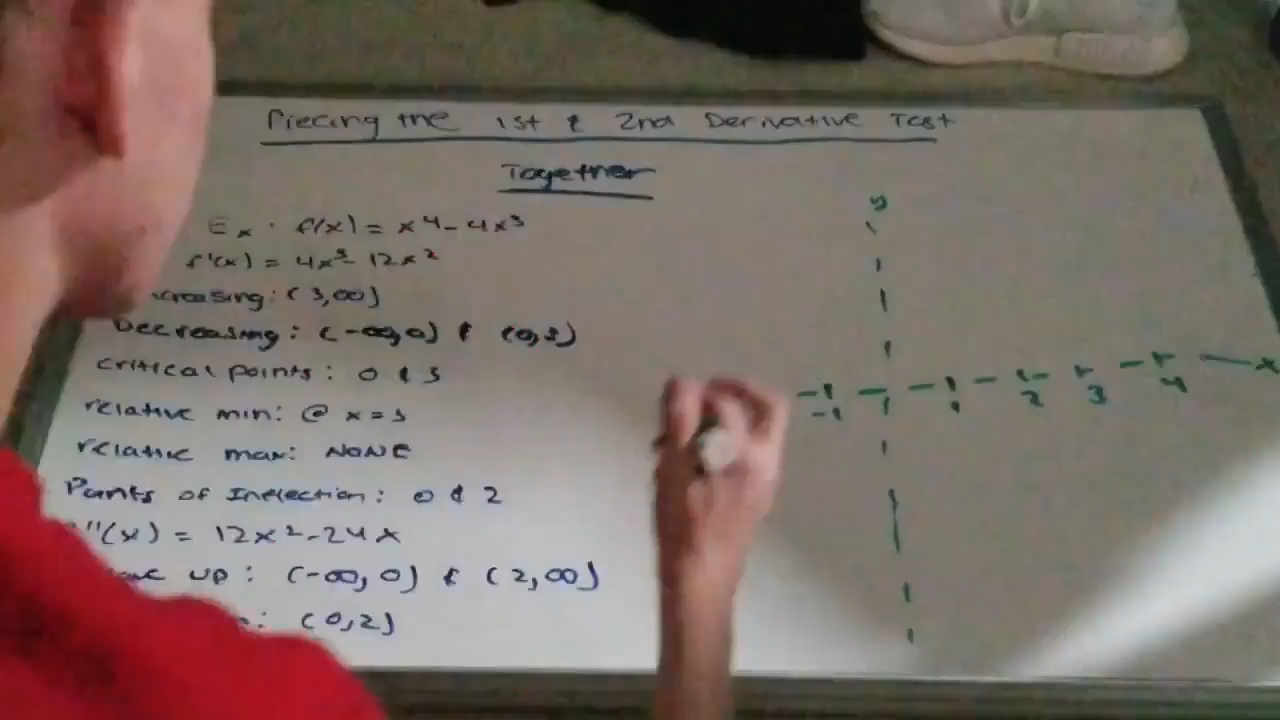 Piecing the 1st & 2nd Derivative Test
Together
Ex. f(x) = x4 - 4x3
f'(x) = 4x3 - 12x2
creasing: (3,∞)
Decreasing: (-∞,0) & (0,3)
critical points: 0 & 3
relative min: @ x=3
relative max: NONE
Points of Inflection: 0 & 2
''(x) = 12x2-24x
up: (-∞, 0) & (2,∞)
: (0,2)
y
-1 1 2 3 4 x